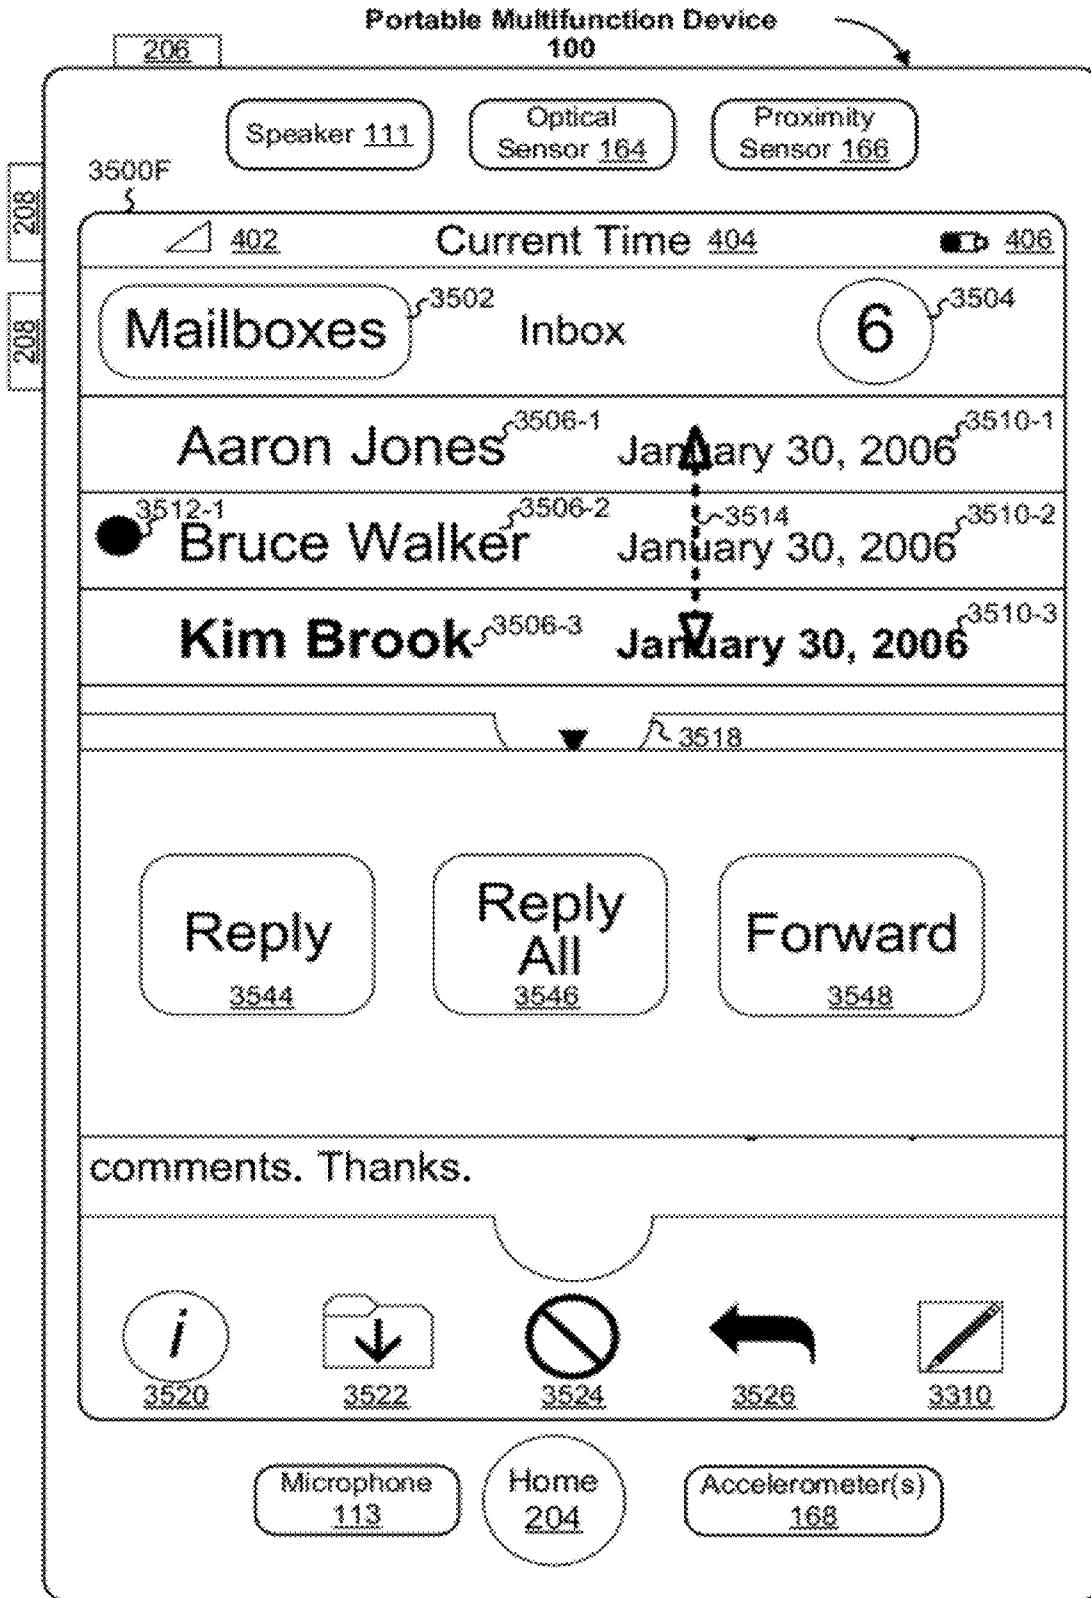 Portable Multifunction Device
100
206
Speaker 111
Optical
Sensor 164
Proximity
Sensor 166
208
208
3500F
402 Current Time 404 406
Mailboxes 3502 Inbox 6 3504
Aaron Jones 3506-1 January 30, 2006 3510-1
3512-1 Bruce Walker 3506-2 3514 January 30, 2006 3510-2
Kim Brook 3506-3 January 30, 2006 3510-3
3518
Reply
3544
Reply
All
3546
Forward
3548
comments. Thanks.
i
3520 3522 3524 3526 3310
Microphone
113
Home
204
Accelerometer(s)
168